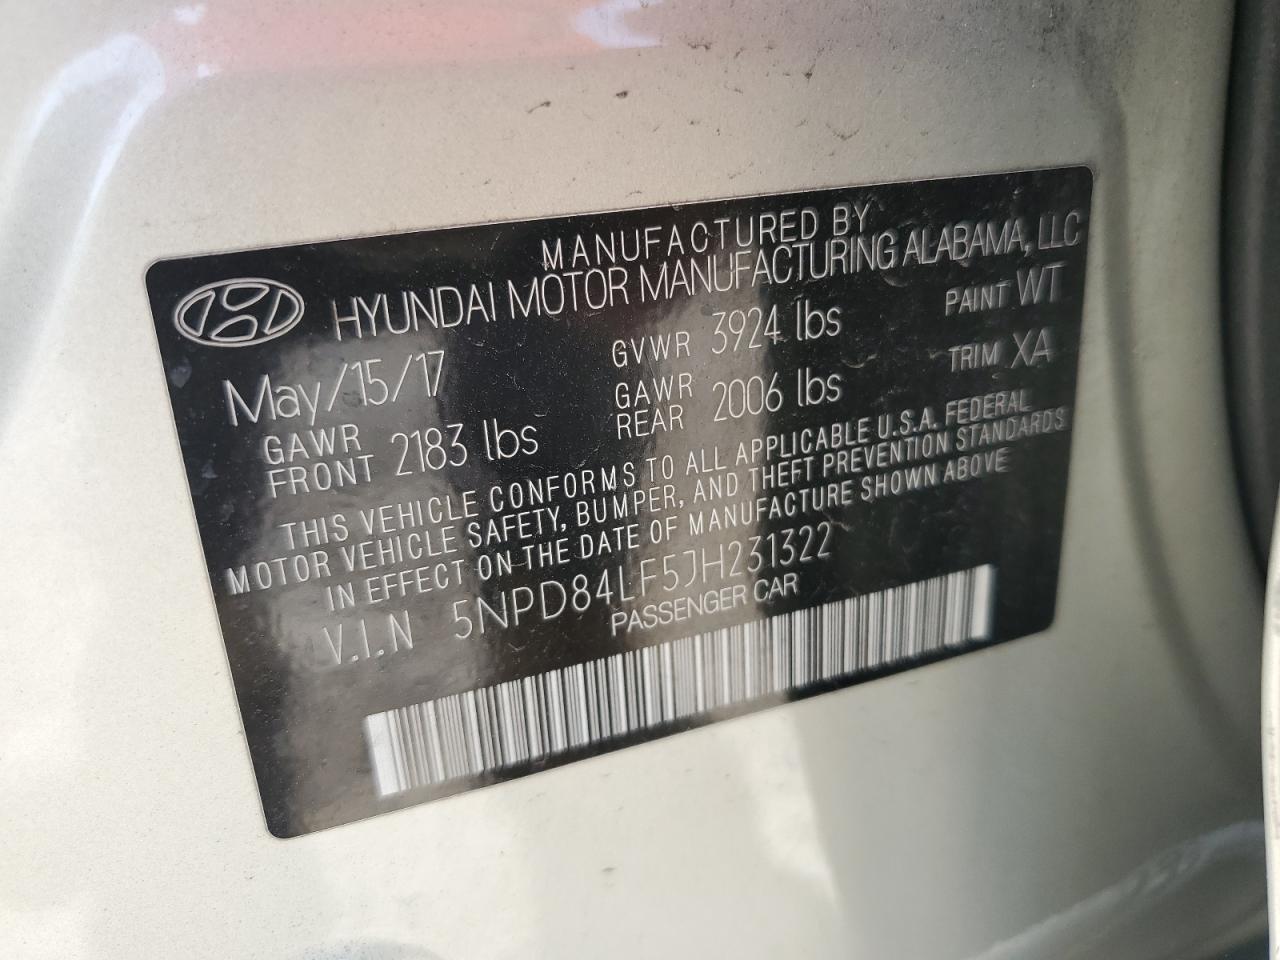 MANUFACTURED BY
HYUNDAI MOTOR MANUFACTURING ALABAMA, LLC
May/15/17 GVWR 3924 lbs PAINT WT
GAWR FRONT 2183 lbs GAWR REAR 2006 lbs TRIM XA
THIS VEHICLE CONFORMS TO ALL APPLICABLE U.S.A. FEDERAL
MOTOR VEHICLE SAFETY, BUMPER, AND THEFT PREVENTION STANDARDS
IN EFFECT ON THE DATE OF MANUFACTURE SHOWN ABOVE
V.I.N 5NPD84LF5JH231322
PASSENGER CAR